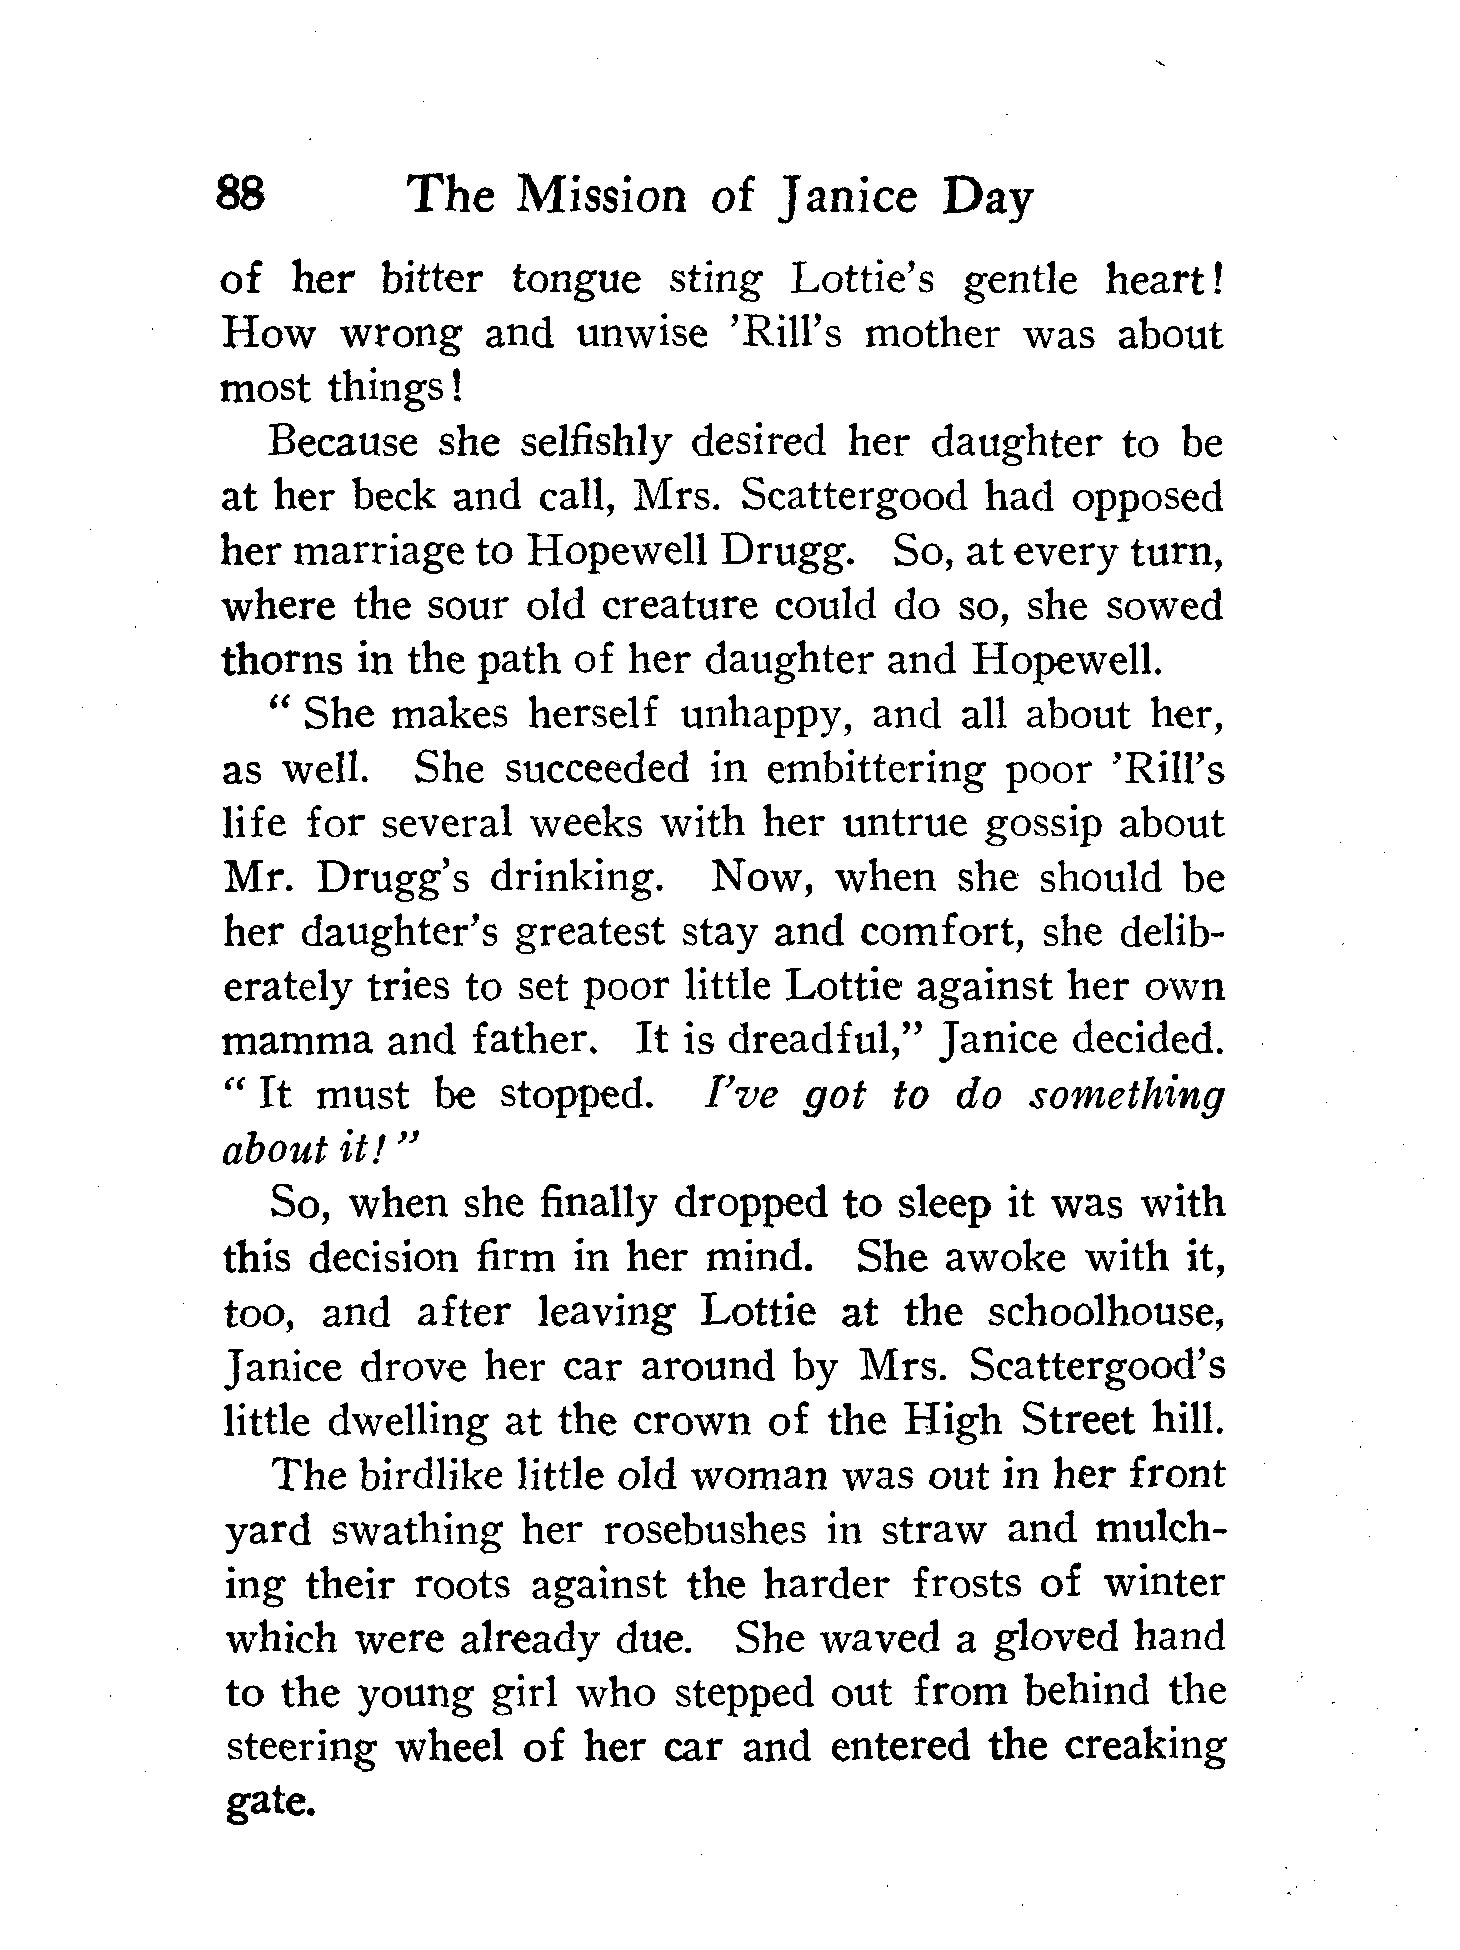 88 The Mission of Janice Day
of her bitter tongue sting Lottie's gentle heart!
How wrong and unwise 'Rill's mother was about
most things!
Because she selfishly desired her daughter to be
at her beck and call, Mrs. Scattergood had opposed
her marriage to Hopewell Drugg. So, at every turn,
where the sour old creature could do so, she sowed
thorns in the path of her daughter and Hopewell.
“ She makes herself unhappy, and all about her,
as well. She succeeded in embittering poor 'Rill's
life for several weeks with her untrue gossip about
Mr. Drugg's drinking. Now, when she should be
her daughter's greatest stay and comfort, she delib-
erately tries to set poor little Lottie against her own
mamma and father. It is dreadful,” Janice decided.
“ It must be stopped. I've got to do something
about it! ”
So, when she finally dropped to sleep it was with
this decision firm in her mind. She awoke with it,
too, and after leaving Lottie at the schoolhouse,
Janice drove her car around by Mrs. Scattergood's
little dwelling at the crown of the High Street hill.
The birdlike little old woman was out in her front
yard swathing her rosebushes in straw and mulch-
ing their roots against the harder frosts of winter
which were already due. She waved a gloved hand
to the young girl who stepped out from behind the
steering wheel of her car and entered the creaking
gate.